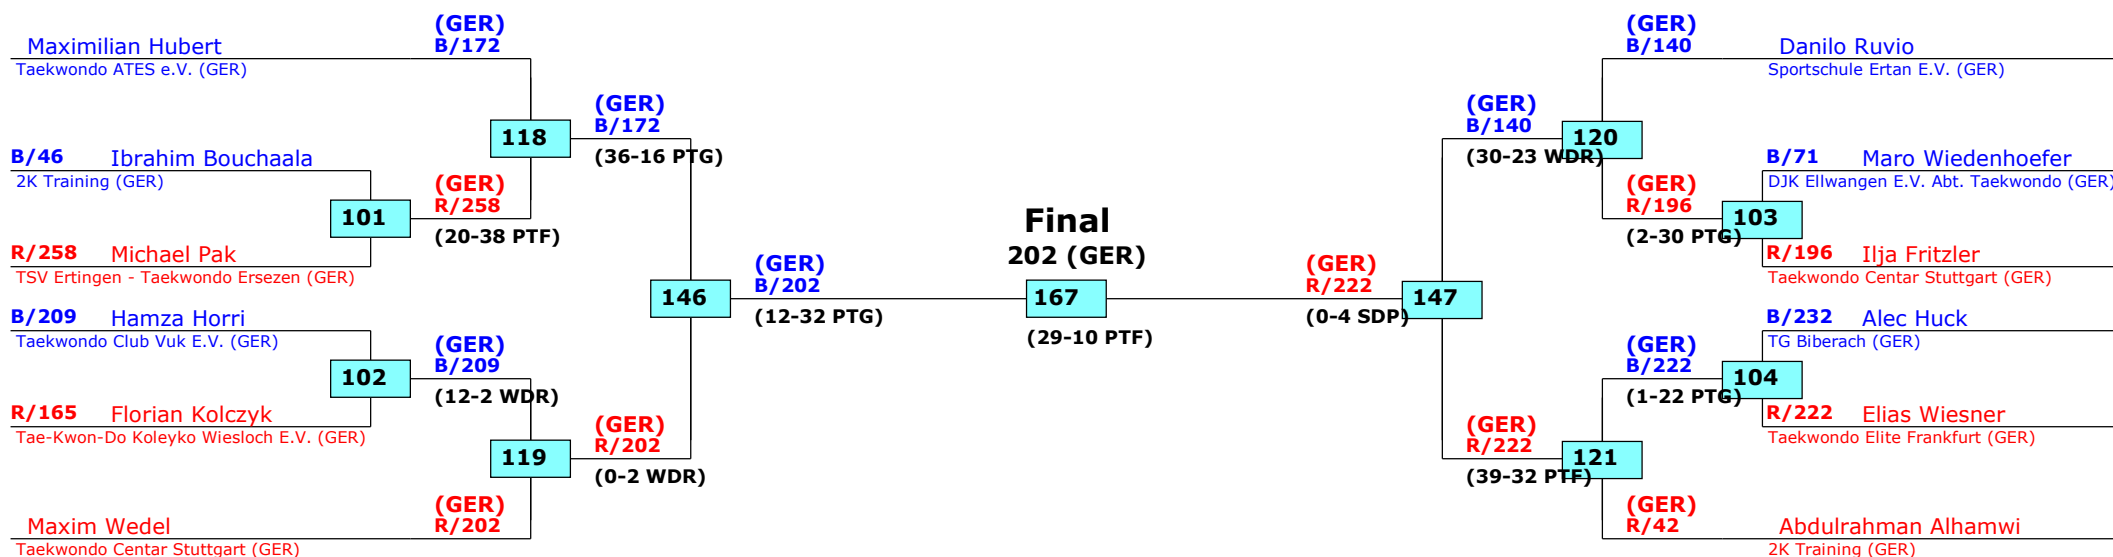 (GER)
B/172
Maximilian Hubert
Taekwondo ATES e.V. (GER)
(GER)
B/172
118
(36-16 PTG)
B/46 Ibrahim Bouchaala
2K Training (GER)
(GER)
R/258
101
(20-38 PTF)
R/258 Michael Pak
TSV Ertingen - Taekwondo Ersezen (GER)
(GER)
B/202
146
(12-32 PTG)
B/209 Hamza Horri
Taekwondo Club Vuk E.V. (GER)
(GER)
B/209
102
(12-2 WDR)
R/165 Florian Kolczyk
Tae-Kwon-Do Koleyko Wiesloch E.V. (GER)
(GER)
R/202
119
(0-2 WDR)
(GER)
R/202
Maxim Wedel
Taekwondo Centar Stuttgart (GER)
Final
202 (GER)
167
(29-10 PTF)
(GER)
R/222
147
(0-4 SDP)
(GER)
B/140
Danilo Ruvio
Sportschule Ertan E.V. (GER)
(GER)
B/140
120
(30-23 WDR)
B/71 Maro Wiedenhoefer
DJK Ellwangen E.V. Abt. Taekwondo (GER)
(GER)
R/196
103
(2-30 PTG)
R/196 Ilja Fritzler
Taekwondo Centar Stuttgart (GER)
B/232 Alec Huck
TG Biberach (GER)
(GER)
B/222
104
(1-22 PTG)
R/222 Elias Wiesner
Taekwondo Elite Frankfurt (GER)
(GER)
R/222
121
(39-32 PTF)
(GER)
R/42
Abdulrahman Alhamwi
2K Training (GER)